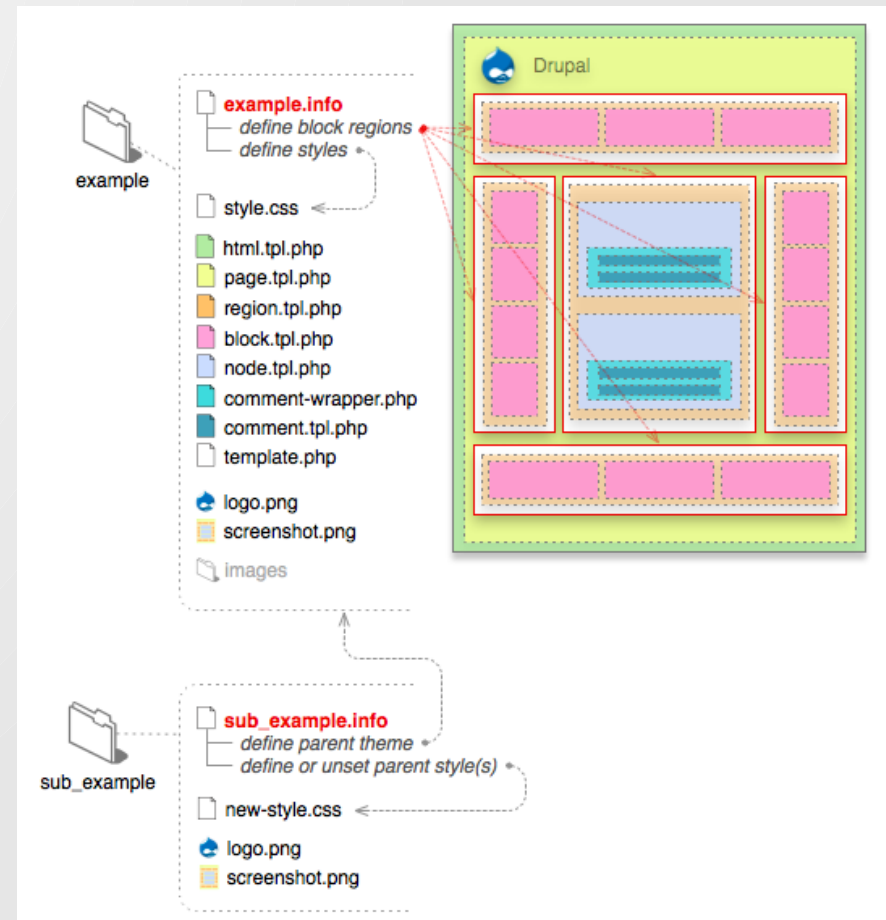 Drupal
example
example.info
define block regions
define styles
style.css
html.tpl.php
page.tpl.php
region.tpl.php
block.tpl.php
node.tpl.php
comment-wrapper.php
comment.tpl.php
template.php
logo.png
screenshot.png
images
sub_example
sub_example.info
define parent theme
define or unset parent style(s)
new-style.css
logo.png
screenshot.png